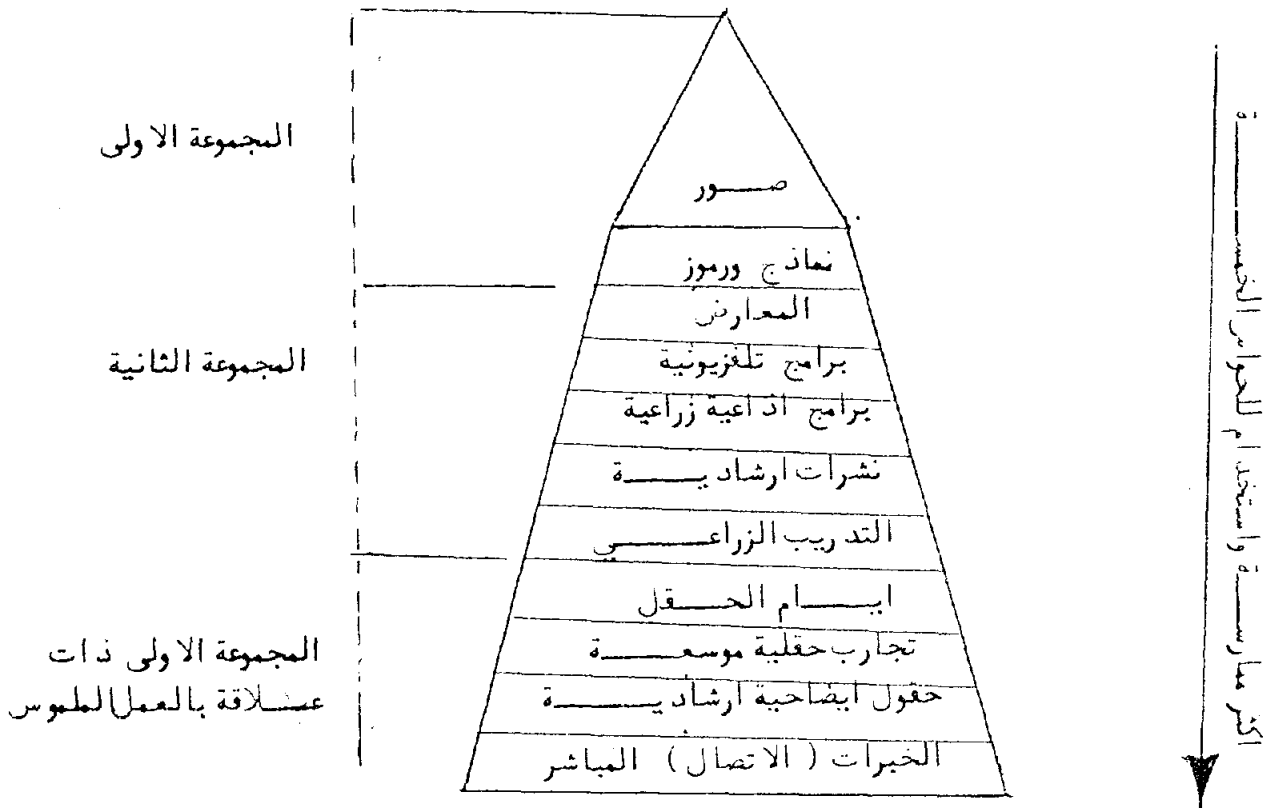 المجموعة الاولى
صور
نماذج ورموز
المعارض
المجموعة الثانية
برامج تلفزيونية
برامج اذاعية زراعية
نشرات ارشادية
التدريب الزراعي
ايام الحقل
المجموعة الاولى ذات
علاقة بالعمل الملموس
تجارب حقلية موسعة
حقول ايضاحية ارشادية
الخبرات ( الاتصال ) المباشر
اكثر ممارسة واستخدام للحواس الخمسة